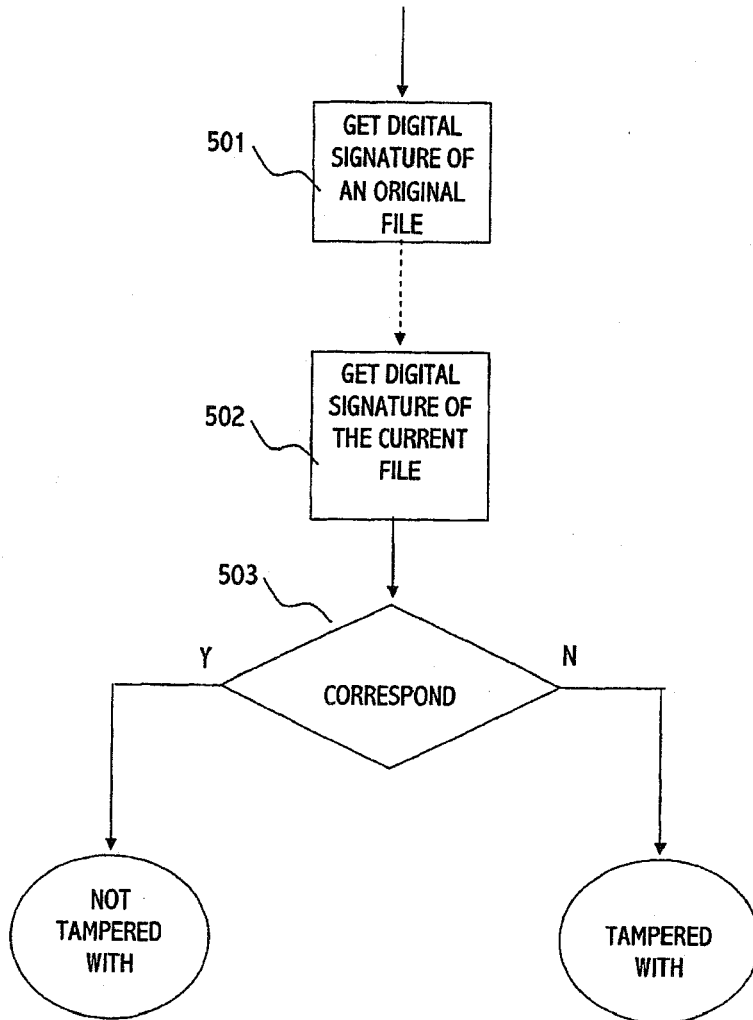 501
GET DIGITAL
SIGNATURE OF
AN ORIGINAL
FILE
502
GET DIGITAL
SIGNATURE OF
THE CURRENT
FILE
503
Y
N
CORRESPOND
NOT
TAMPERED
WITH
TAMPERED
WITH